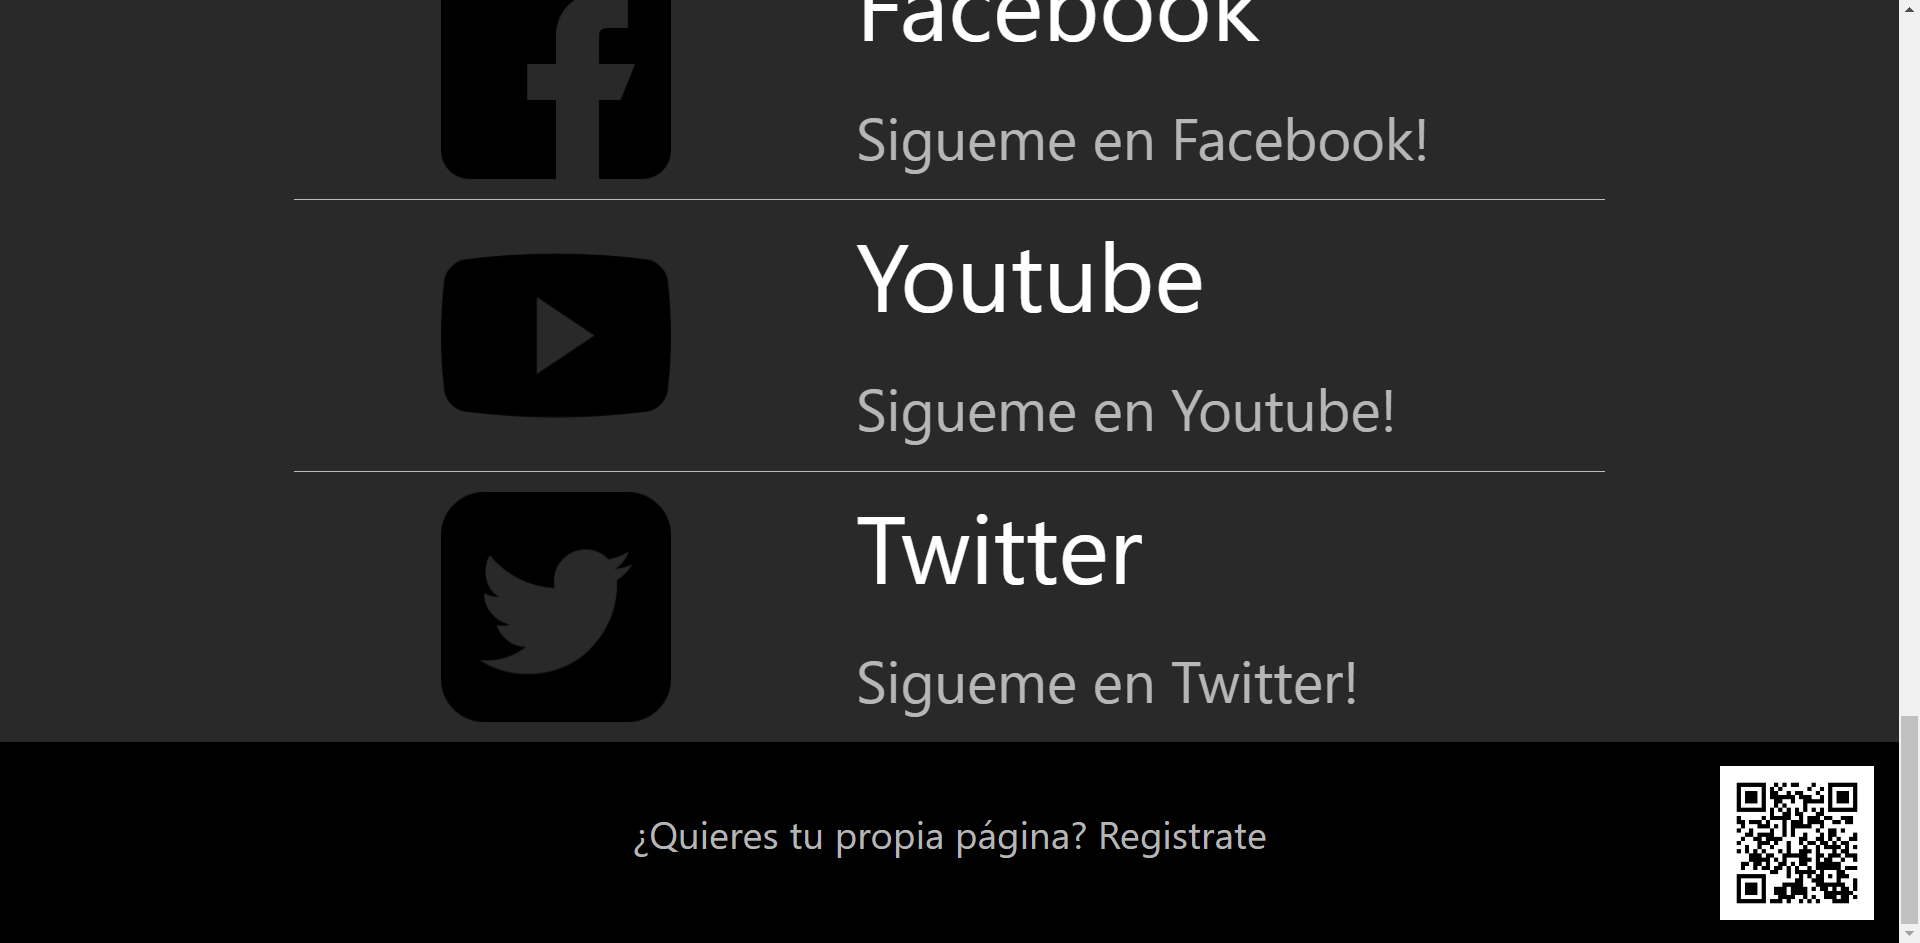 Facebook
Sigueme en Facebook!
Youtube
Sigueme en Youtube!
Twitter
Sigueme en Twitter!
¿Quieres tu propia página? Registrate